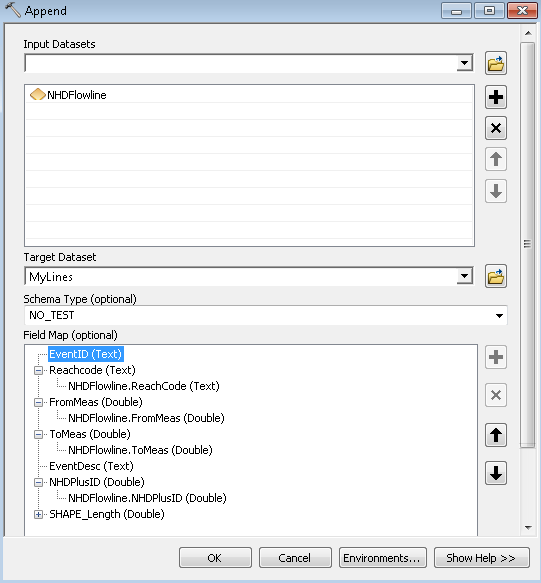 Append
Input Datasets
NHDFlowline
Target Dataset
MyLines
Schema Type (optional)
NO_TEST
Field Map (optional)
EventID (Text)
Reachcode (Text)
NHDFlowline.ReachCode (Text)
FromMeas (Double)
NHDFlowline.FromMeas (Double)
ToMeas (Double)
NHDFlowline.ToMeas (Double)
EventDesc (Text)
NHDPlusID (Double)
NHDFlowline.NHDPlusID (Double)
SHAPE_Length (Double)
OK Cancel Environments... Show Help >>